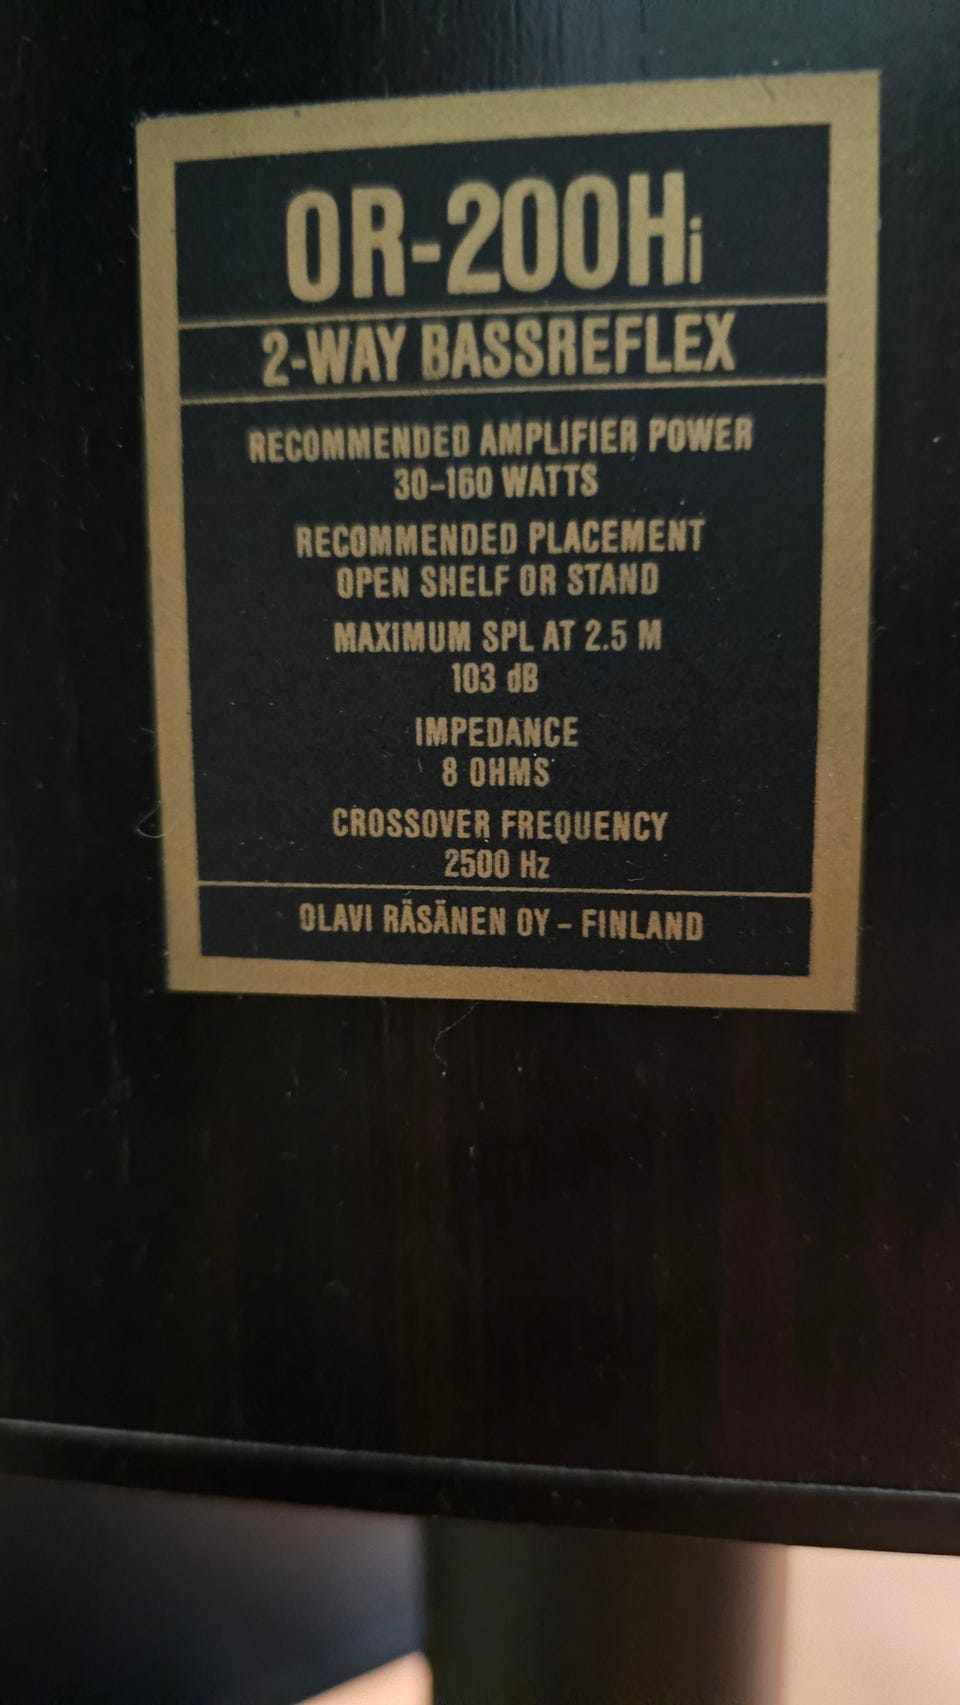 OR-200Hi
2-WAY BASSREFLEX
RECOMMENDED AMPLIFIER POWER
30-160 WATTS
RECOMMENDED PLACEMENT
OPEN SHELF OR STAND
MAXIMUM SPL AT 2.5 M
103 dB
IMPEDANCE
8 OHMS
CROSSOVER FREQUENCY
2500 Hz
OLAVI RÄSÄNEN OY - FINLAND